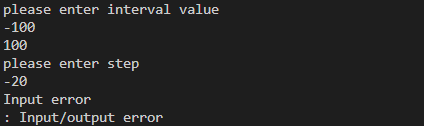 please enter interval value
-100
100
please enter step
-20
Input error
: Input/output error